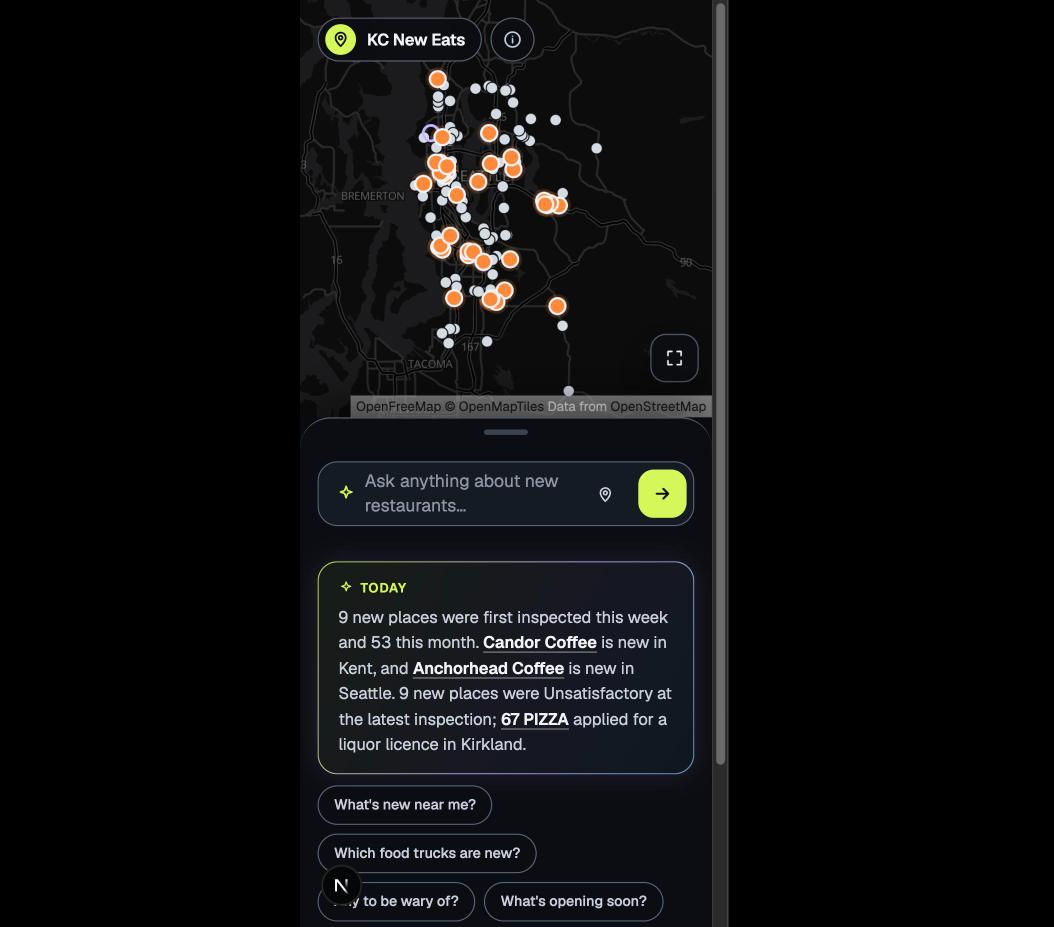 KC New Eats
BREMERTON
16
90
167
TACOMA
OpenFreeMap © OpenMapTiles Data from OpenStreetMap
Ask anything about new
restaurants...
TODAY
9 new places were first inspected this week
and 53 this month. Candor Coffee is new in
Kent, and Anchorhead Coffee is new in
Seattle. 9 new places were Unsatisfactory at
the latest inspection; 67 PIZZA applied for a
liquor licence in Kirkland.
What's new near me?
Which food trucks are new?
N
to be wary of?
What's opening soon?